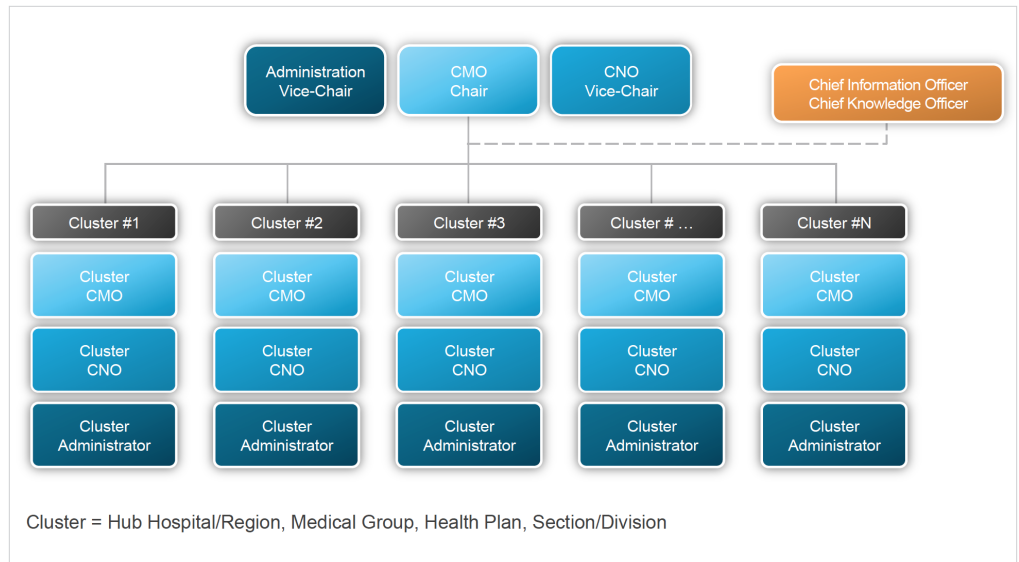 Administration
Vice-Chair
CMO
Chair
CNO
Vice-Chair
Chief Information Officer
Chief Knowledge Officer
Cluster #1
Cluster #2
Cluster #3
Cluster # ...
Cluster #N
Cluster
CMO
Cluster
CMO
Cluster
CMO
Cluster
CMO
Cluster
CMO
Cluster
CNO
Cluster
CNO
Cluster
CNO
Cluster
CNO
Cluster
CNO
Cluster
Administrator
Cluster
Administrator
Cluster
Administrator
Cluster
Administrator
Cluster
Administrator
Cluster = Hub Hospital/Region, Medical Group, Health Plan, Section/Division